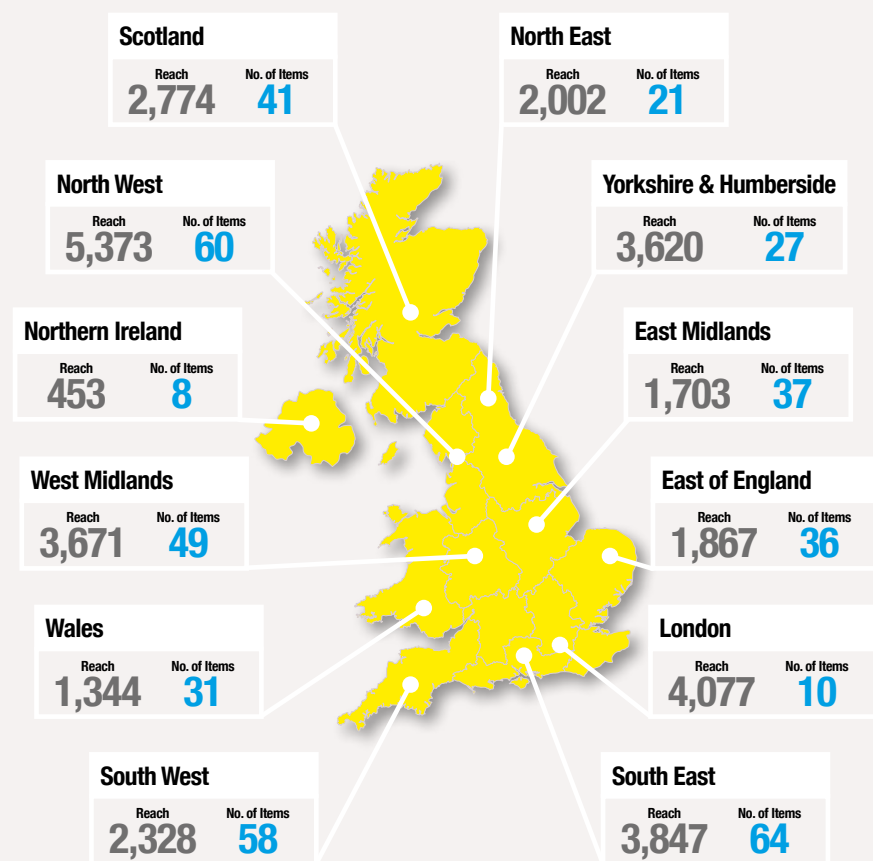 Scotland
Reach No. of Items
2,774 41
North East
Reach No. of Items
2,002 21
North West
Reach No. of Items
5,373 60
Yorkshire & Humberside
Reach No. of Items
3,620 27
Northern Ireland
Reach No. of Items
453 8
East Midlands
Reach No. of Items
1,703 37
West Midlands
Reach No. of Items
3,671 49
East of England
Reach No. of Items
1,867 36
Wales
Reach No. of Items
1,344 31
London
Reach No. of Items
4,077 10
South West
Reach No. of Items
2,328 58
South East
Reach No. of Items
3,847 64